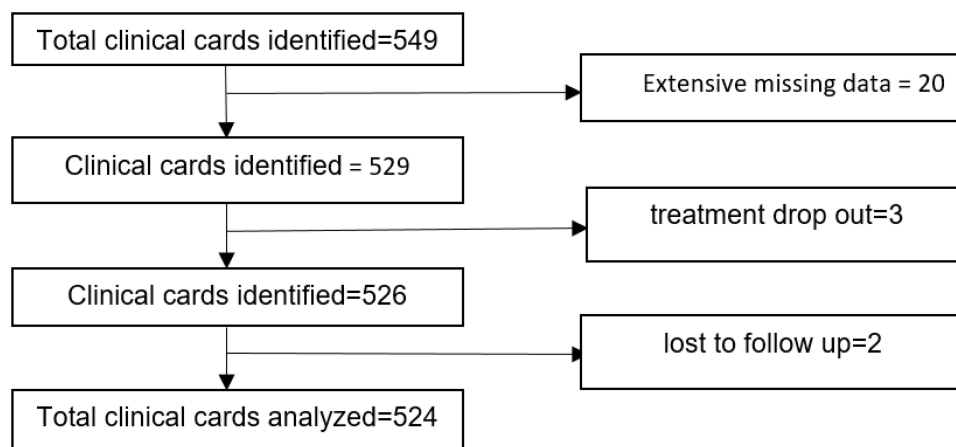 Total clinical cards identified=549
Extensive missing data = 20
Clinical cards identified = 529
treatment drop out=3
Clinical cards identified=526
lost to follow up=2
Total clinical cards analyzed=524